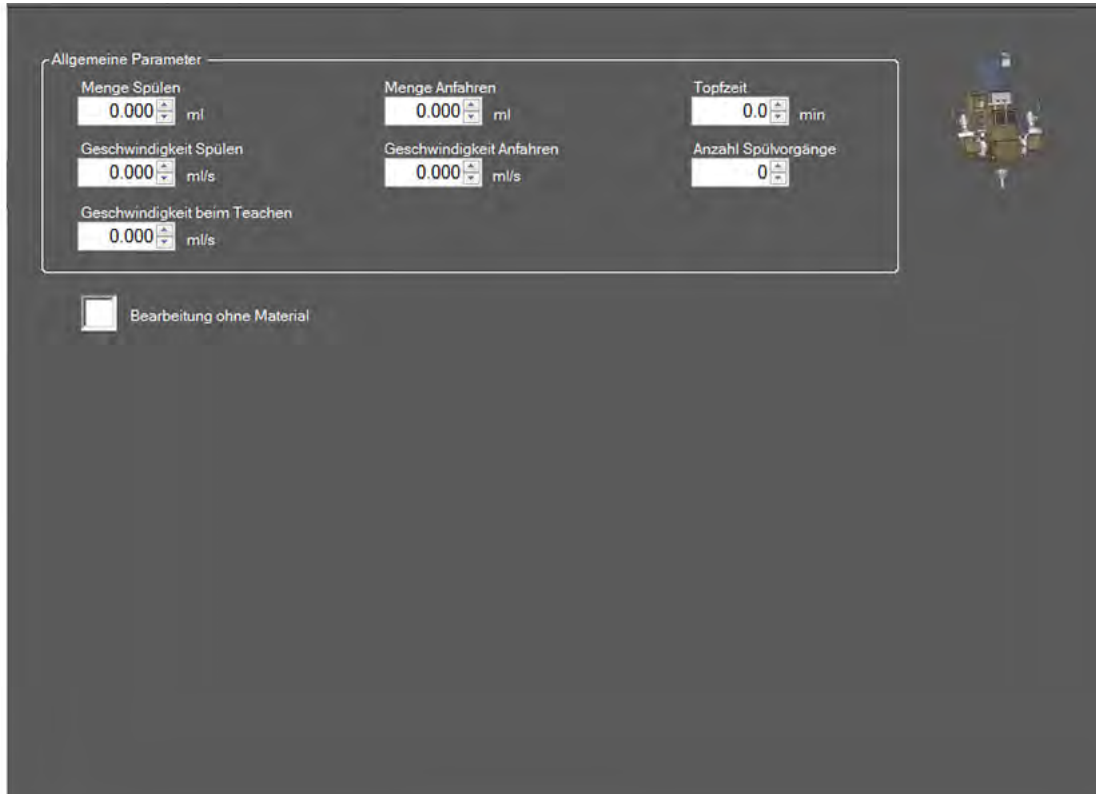 Allgemeine Parameter
Menge Spülen Menge Anfahren Topfzeit
0.000 ml 0.000 ml 0.0 min
Geschwindigkeit Spülen Geschwindigkeit Anfahren Anzahl Spülvorgänge
0.000 ml/s 0.000 ml/s 0
Geschwindigkeit beim Teachen
0.000 ml/s
Bearbeitung ohne Material